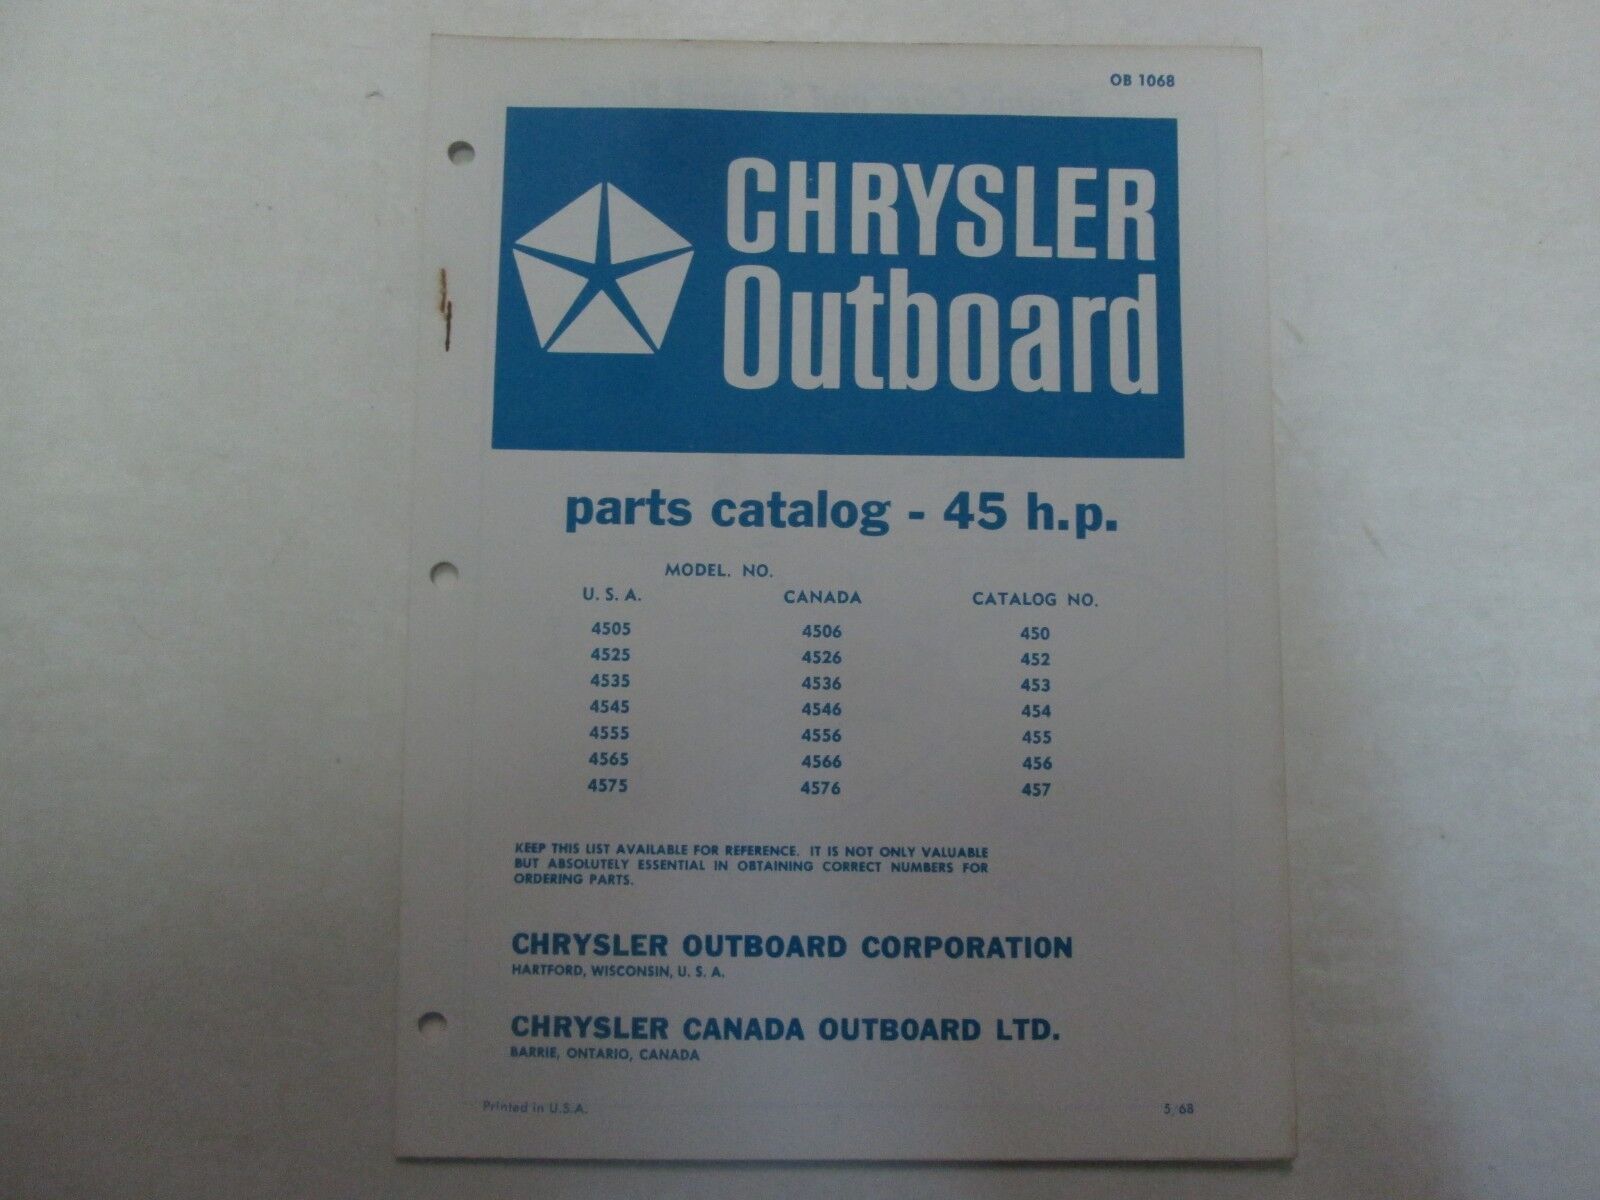 OB 1068
CHRYSLER
Outboard
parts catalog - 45 h.p.
MODEL. NO.
U. S. A. CANADA CATALOG NO.
4505 4506 450
4525 4526 452
4535 4536 453
4545 4546 454
4555 4556 455
4565 4566 456
4575 4576 457
KEEP THIS LIST AVAILABLE FOR REFERENCE. IT IS NOT ONLY VALUABLE
BUT ABSOLUTELY ESSENTIAL IN OBTAINING CORRECT NUMBERS FOR
ORDERING PARTS.
CHRYSLER OUTBOARD CORPORATION
HARTFORD, WISCONSIN, U. S. A.
CHRYSLER CANADA OUTBOARD LTD.
BARRIE, ONTARIO, CANADA
Printed in U.S.A. 5/68